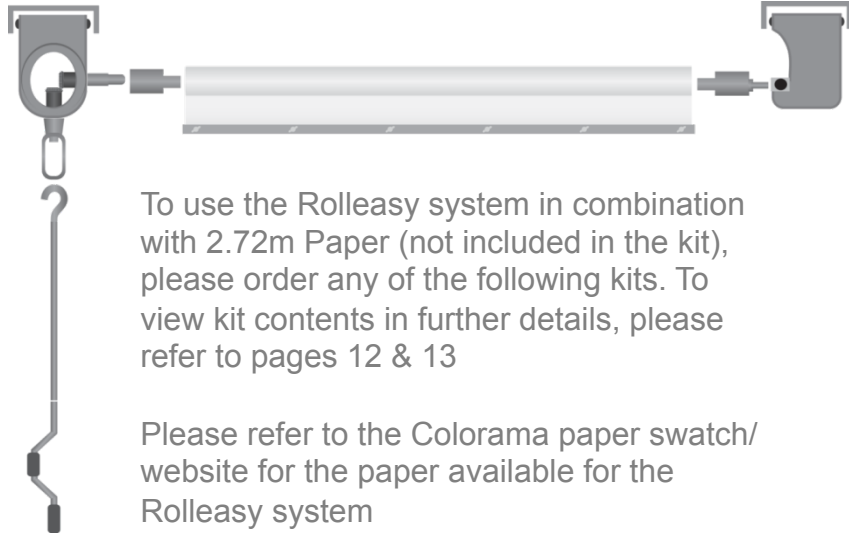 To use the Rolleasy system in combination
with 2.72m Paper (not included in the kit),
please order any of the following kits. To
view kit contents in further details, please
refer to pages 12 & 13
Please refer to the Colorama paper swatch/
website for the paper available for the
Rolleasy system